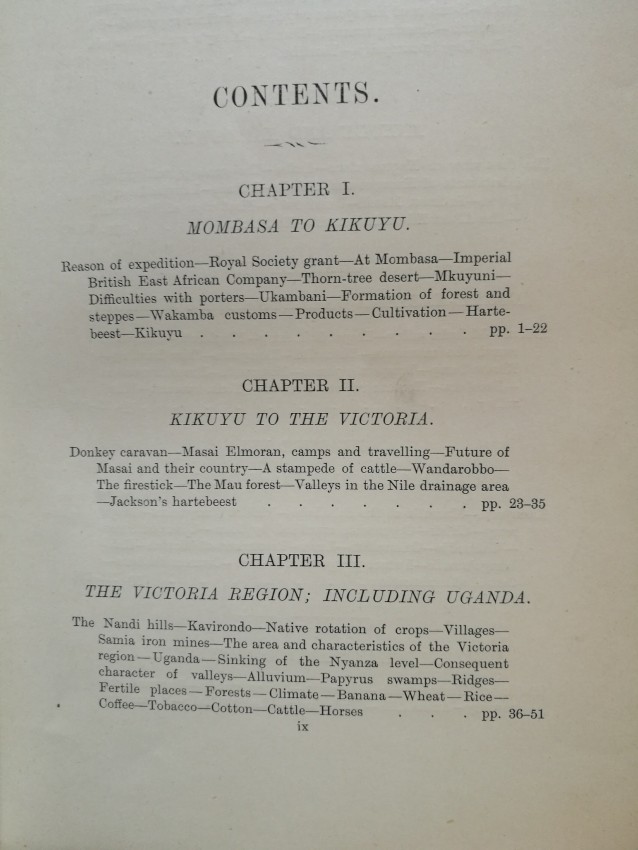 CONTENTS.
CHAPTER I.
MOMBASA TO KIKUYU.
Reason of expedition—Royal Society grant—At Mombasa—Imperial
British East African Company—Thorn-tree desert—Mkuyuni—
Difficulties with porters—Ukambani—Formation of forest and
steppes—Wakamba customs—Products—Cultivation—Harte-
beest—Kikuyu . . . . . . . . . pp. 1–22
CHAPTER II.
KIKUYU TO THE VICTORIA.
Donkey caravan—Masai Elmoran, camps and travelling—Future of
Masai and their country—A stampede of cattle—Wandarobbo—
The firestick—The Mau forest—Valleys in the Nile drainage area
—Jackson's hartebeest . . . . . . . pp. 23–35
CHAPTER III.
THE VICTORIA REGION; INCLUDING UGANDA.
The Nandi hills—Kavirondo—Native rotation of crops—Villages—
Samia iron mines—The area and characteristics of the Victoria
region—Uganda—Sinking of the Nyanza level—Consequent
character of valleys—Alluvium—Papyrus swamps—Ridges—
Fertile places—Forests—Climate—Banana—Wheat—Rice—
Coffee—Tobacco—Cotton—Cattle—Horses . . . pp. 36–51
ix